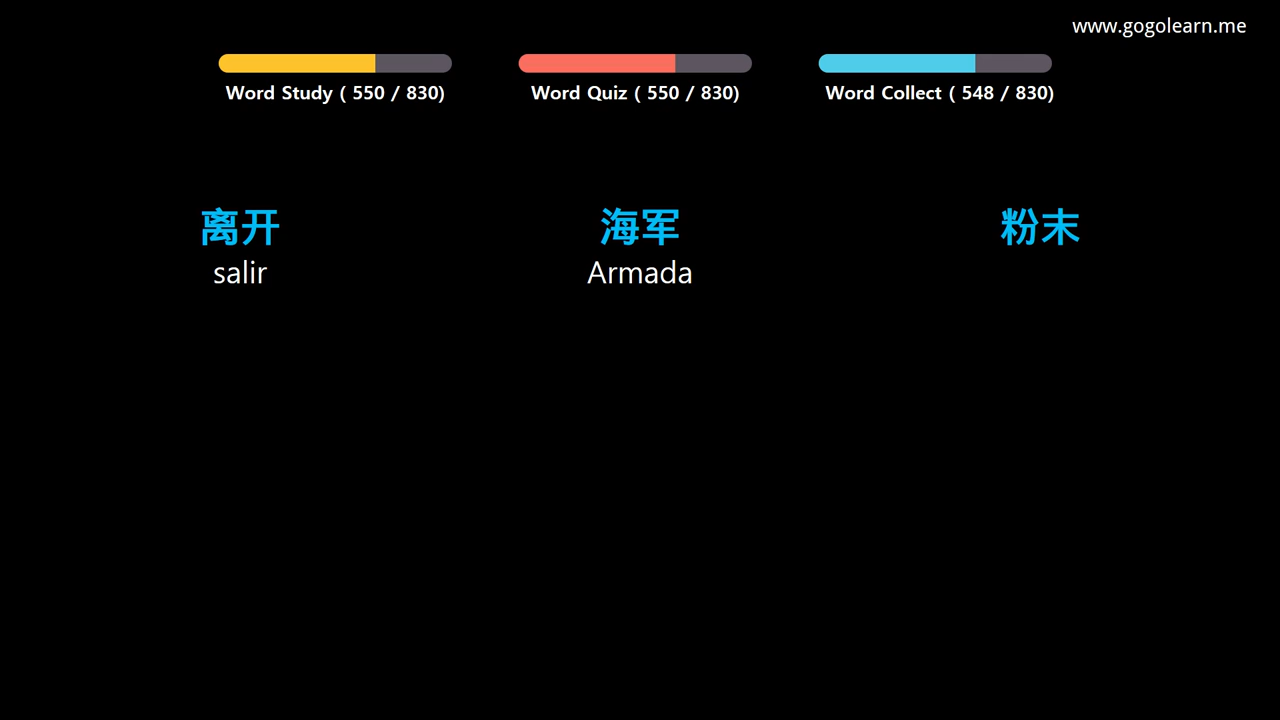 www.gogolearn.me
Word Study ( 550 / 830)
Word Quiz ( 550 / 830)
Word Collect ( 548 / 830)
离开
salir
海军
Armada
粉末